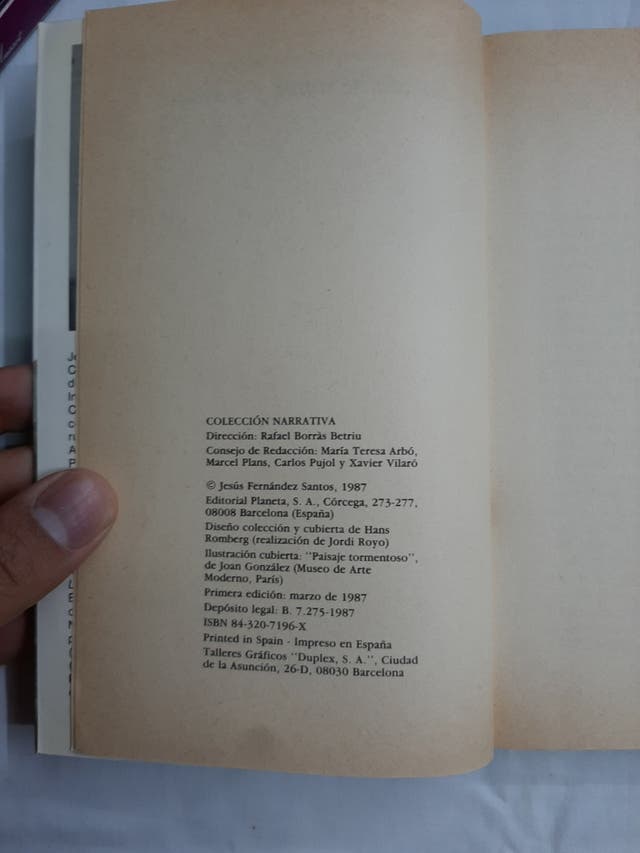 COLECCIÓN NARRATIVA
Dirección: Rafael Borràs Betriu
Consejo de Redacción: María Teresa Arbó,
Marcel Plans, Carlos Pujol y Xavier Vilaró
© Jesús Fernández Santos, 1987
Editorial Planeta, S. A., Córcega, 273-277,
08008 Barcelona (España)
Diseño colección y cubierta de Hans
Romberg (realización de Jordi Royo)
Ilustración cubierta: "Paisaje tormentoso",
de Joan González (Museo de Arte
Moderno, París)
Primera edición: marzo de 1987
Depósito legal: B. 7.275-1987
ISBN 84-320-7196-X
Printed in Spain - Impreso en España
Talleres Gráficos "Duplex, S. A.", Ciudad
de la Asunción, 26-D, 08030 Barcelona